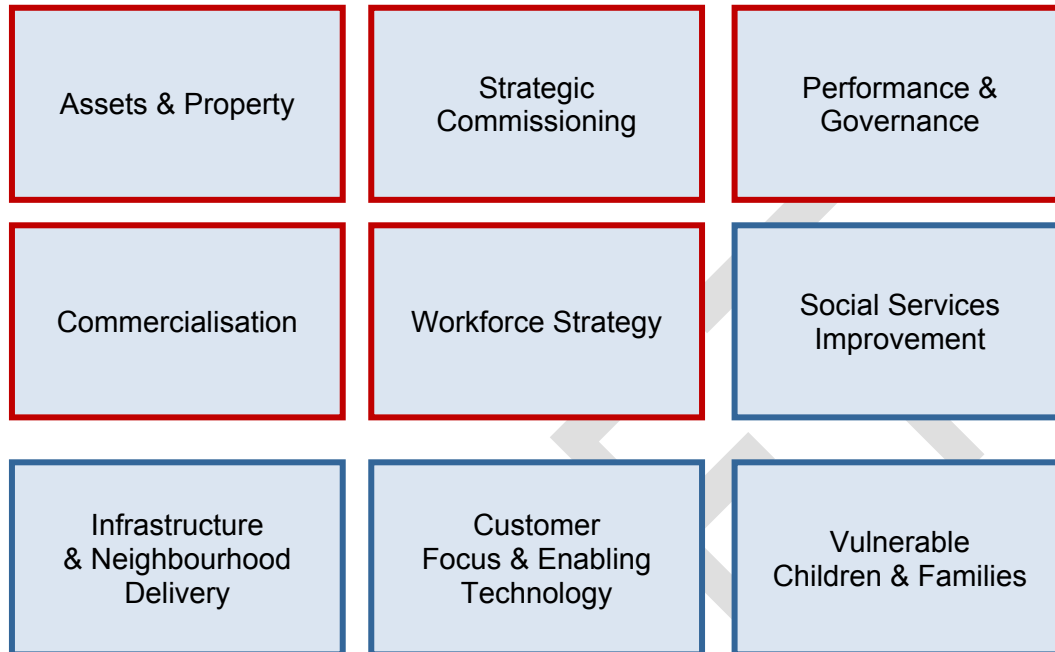 Assets & Property
Strategic
Commissioning
Performance &
Governance
Commercialisation
Workforce Strategy
Social Services
Improvement
Infrastructure
& Neighbourhood
Delivery
Customer
Focus & Enabling
Technology
Vulnerable
Children & Families